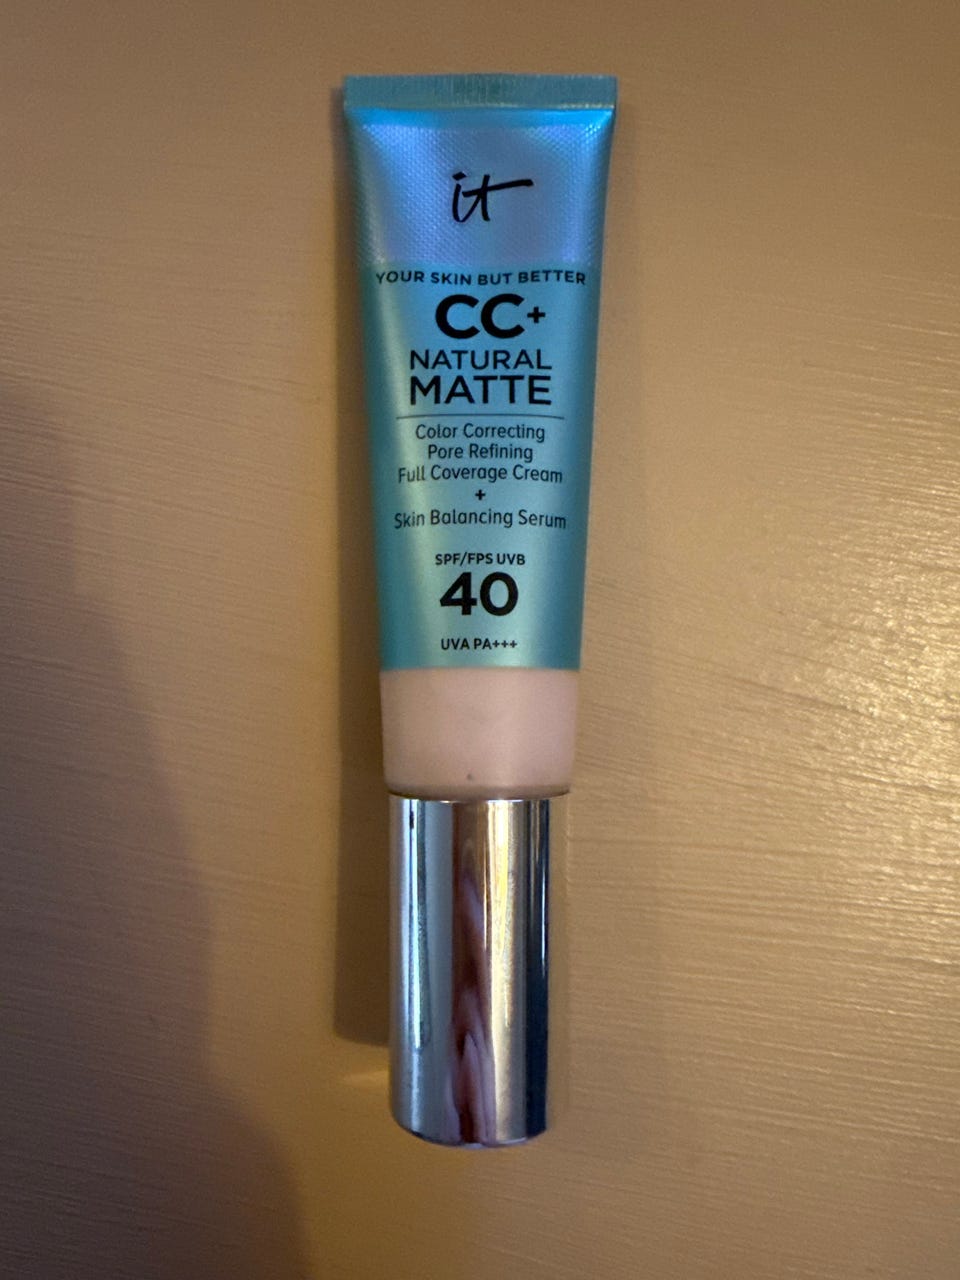 it
YOUR SKIN BUT BETTER
CC+
NATURAL
MATTE
Color Correcting
Pore Refining
Full Coverage Cream
+
Skin Balancing Serum
SPF/FPS UVB
40
UVA PA+++